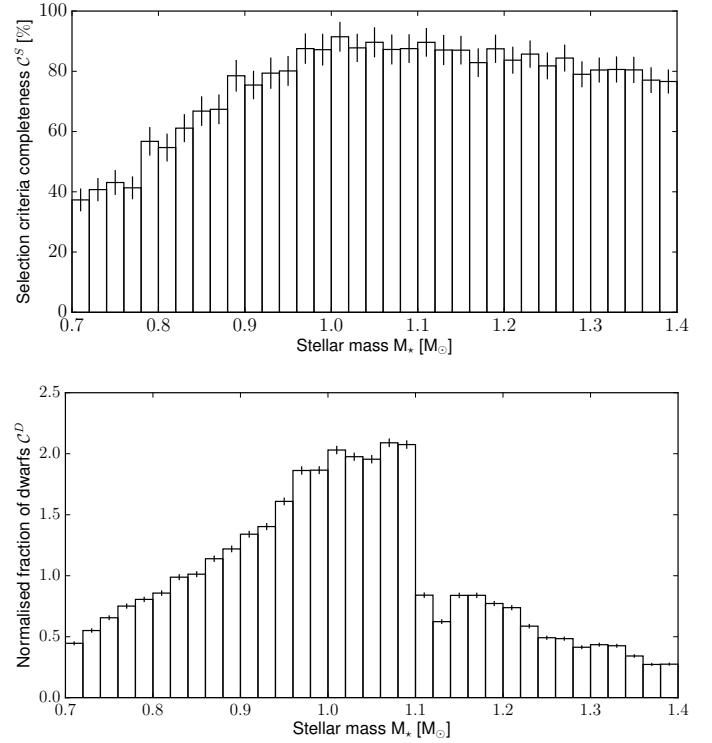 100
80
60
40
20
0
Selection criteria completeness 𝒞ˢ [%]
0.7 0.8 0.9 1.0 1.1 1.2 1.3 1.4
Stellar mass M⋆ [M⊙]
2.5
2.0
1.5
1.0
0.5
0.0
Normalised fraction of dwarfs 𝒞ᴰ
0.7 0.8 0.9 1.0 1.1 1.2 1.3 1.4
Stellar mass M⋆ [M⊙]